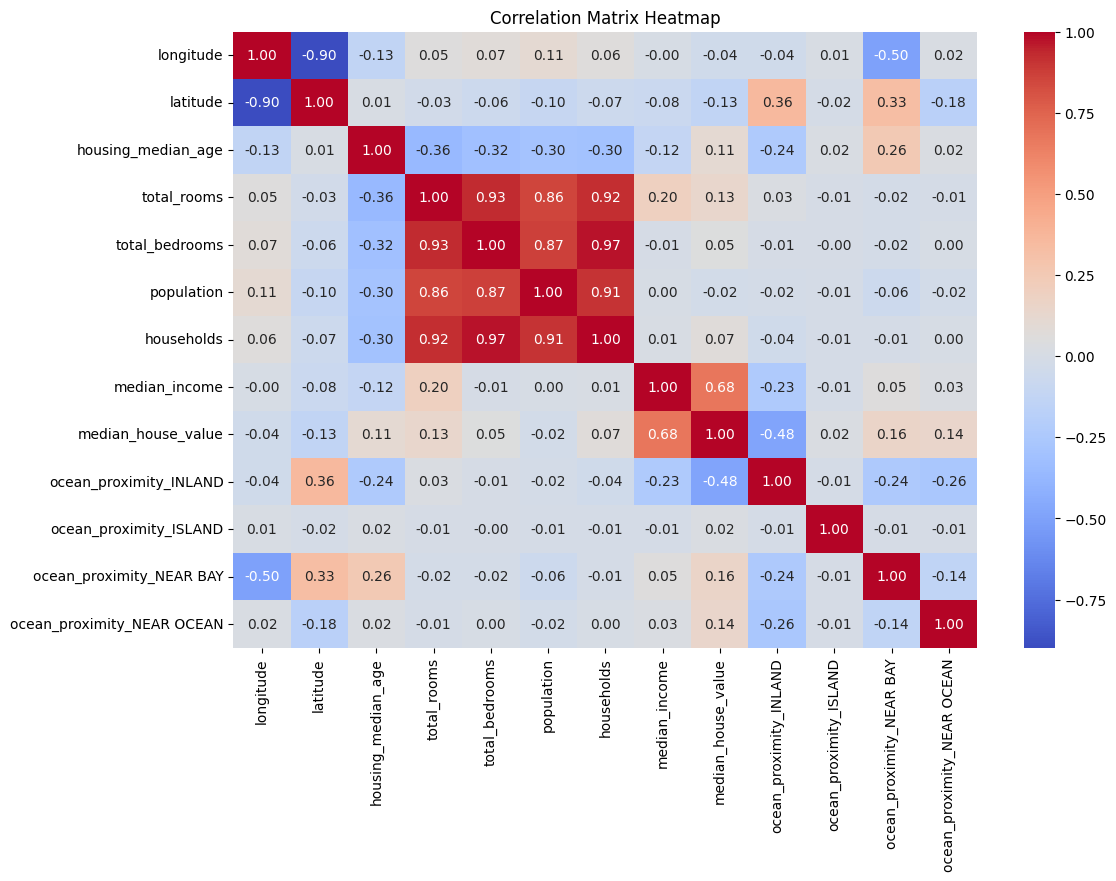 Correlation Matrix Heatmap
longitude 1.00 -0.90 -0.13 0.05 0.07 0.11 0.06 -0.00 -0.04 -0.04 0.01 -0.50 0.02
latitude -0.90 1.00 0.01 -0.03 -0.06 -0.10 -0.07 -0.08 -0.13 0.36 -0.02 0.33 -0.18
housing_median_age -0.13 0.01 1.00 -0.36 -0.32 -0.30 -0.30 -0.12 0.11 -0.24 0.02 0.26 0.02
total_rooms 0.05 -0.03 -0.36 1.00 0.93 0.86 0.92 0.20 0.13 0.03 -0.01 -0.02 -0.01
total_bedrooms 0.07 -0.06 -0.32 0.93 1.00 0.87 0.97 -0.01 0.05 -0.01 -0.00 -0.02 0.00
population 0.11 -0.10 -0.30 0.86 0.87 1.00 0.91 0.00 -0.02 -0.02 -0.01 -0.06 -0.02
households 0.06 -0.07 -0.30 0.92 0.97 0.91 1.00 0.01 0.07 -0.04 -0.01 -0.01 0.00
median_income -0.00 -0.08 -0.12 0.20 -0.01 0.00 0.01 1.00 0.68 -0.23 -0.01 0.05 0.03
median_house_value -0.04 -0.13 0.11 0.13 0.05 -0.02 0.07 0.68 1.00 -0.48 0.02 0.16 0.14
ocean_proximity_INLAND -0.04 0.36 -0.24 0.03 -0.01 -0.02 -0.04 -0.23 -0.48 1.00 -0.01 -0.24 -0.26
ocean_proximity_ISLAND 0.01 -0.02 0.02 -0.01 -0.00 -0.01 -0.01 -0.01 0.02 -0.01 1.00 -0.01 -0.01
ocean_proximity_NEAR BAY -0.50 0.33 0.26 -0.02 -0.02 -0.06 -0.01 0.05 0.16 -0.24 -0.01 1.00 -0.14
ocean_proximity_NEAR OCEAN 0.02 -0.18 0.02 -0.01 0.00 -0.02 0.00 0.03 0.14 -0.26 -0.01 -0.14 1.00
longitude
latitude
housing_median_age
total_rooms
total_bedrooms
population
households
median_income
median_house_value
ocean_proximity_INLAND
ocean_proximity_ISLAND
ocean_proximity_NEAR BAY
ocean_proximity_NEAR OCEAN
1.00
0.75
0.50
0.25
0.00
−0.25
−0.50
−0.75